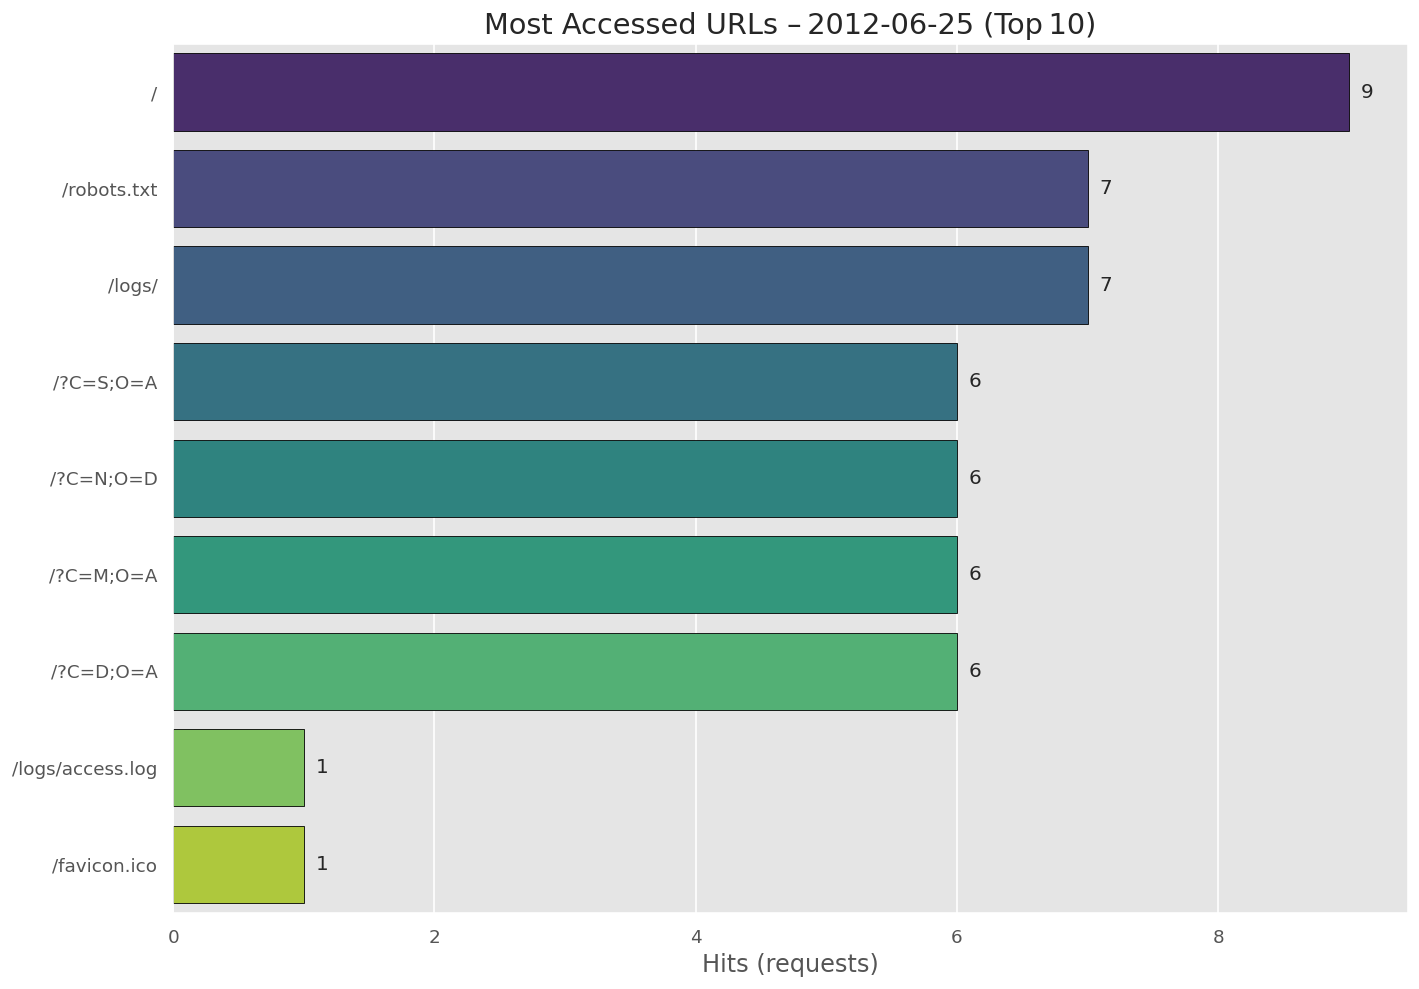 Most Accessed URLs – 2012-06-25 (Top 10)
/ 9
/robots.txt 7
/logs/ 7
/?C=S;O=A 6
/?C=N;O=D 6
/?C=M;O=A 6
/?C=D;O=A 6
/logs/access.log 1
/favicon.ico 1
0 2 4 6 8
Hits (requests)